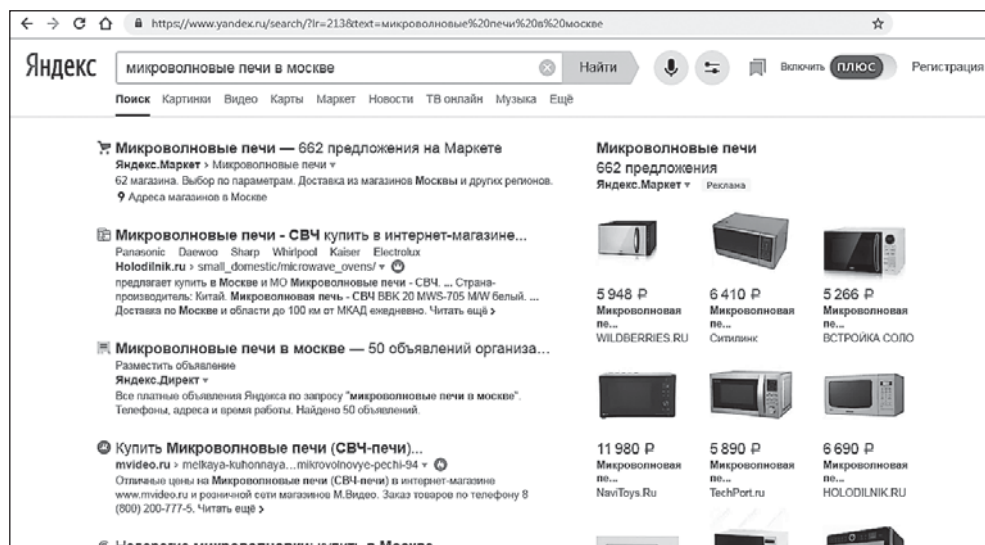 https://www.yandex.ru/search/?lr=213&text=микроволновые%20печи%20в%20москве
Яндекс
микроволновые печи в москве
Найти
Включить ПЛЮС
Регистрация
Поиск Картинки Видео Карты Маркет Новости ТВ онлайн Музыка Ещё
Микроволновые печи — 662 предложения на Маркете
Яндекс.Маркет › Микроволновые печи
62 магазина. Выбор по параметрам. Доставка из магазинов Москвы и других регионов.
Адреса магазинов в Москве
Микроволновые печи - СВЧ купить в интернет-магазине...
Panasonic Daewoo Sharp Whirlpool Kaiser Electrolux
Holodilnik.ru › small_domestic/microwave_ovens/
предлагает купить в Москве и МО Микроволновые печи - СВЧ. ... Страна-
производитель: Китай. Микроволновая печь - СВЧ BBK 20 MWS-705 M/W белый. ...
Доставка по Москве и области до 100 км от МКАД ежедневно. Читать ещё >
Микроволновые печи в москве — 50 объявлений организа...
Разместить объявление
Яндекс.Директ
Все платные объявления Яндекса по запросу "микроволновые печи в москве".
Телефоны, адреса и время работы. Найдено 50 объявлений.
Купить Микроволновые печи (СВЧ-печи)...
mvideo.ru › melkaya-kuhonnaya...mikrovolnovye-pechi-94
Отличные цены на Микроволновые печи (СВЧ-печи) в интернет-магазине
www.mvideo.ru и розничной сети магазинов М.Видео. Заказ товаров по телефону 8
(800) 200-777-5. Читать ещё >
Микроволновые печи
662 предложения
Яндекс.Маркет Реклама
5 948 ₽ 6 410 ₽ 5 266 ₽
Микроволновая Микроволновая Микроволновая
пе... пе... пе...
WILDBERRIES.RU Ситилинк ВСТРОЙКА СОЛО
11 980 ₽ 5 890 ₽ 6 690 ₽
Микроволновая Микроволновая Микроволновая
пе... пе... пе...
NaviToys.Ru TechPort.ru HOLODILNIK.RU